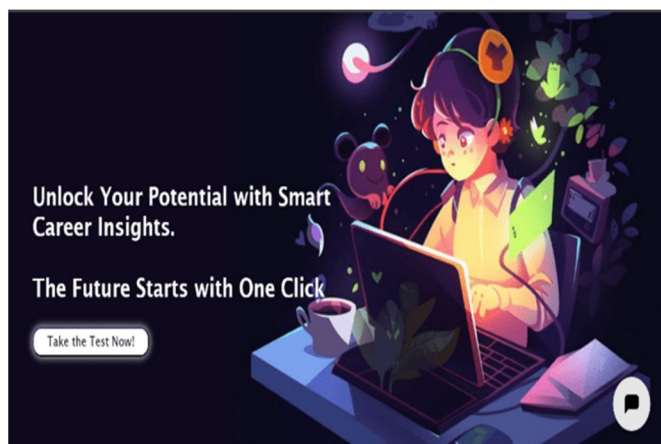 Unlock Your Potential with Smart
Career Insights.
The Future Starts with One Click
Take the Test Now!